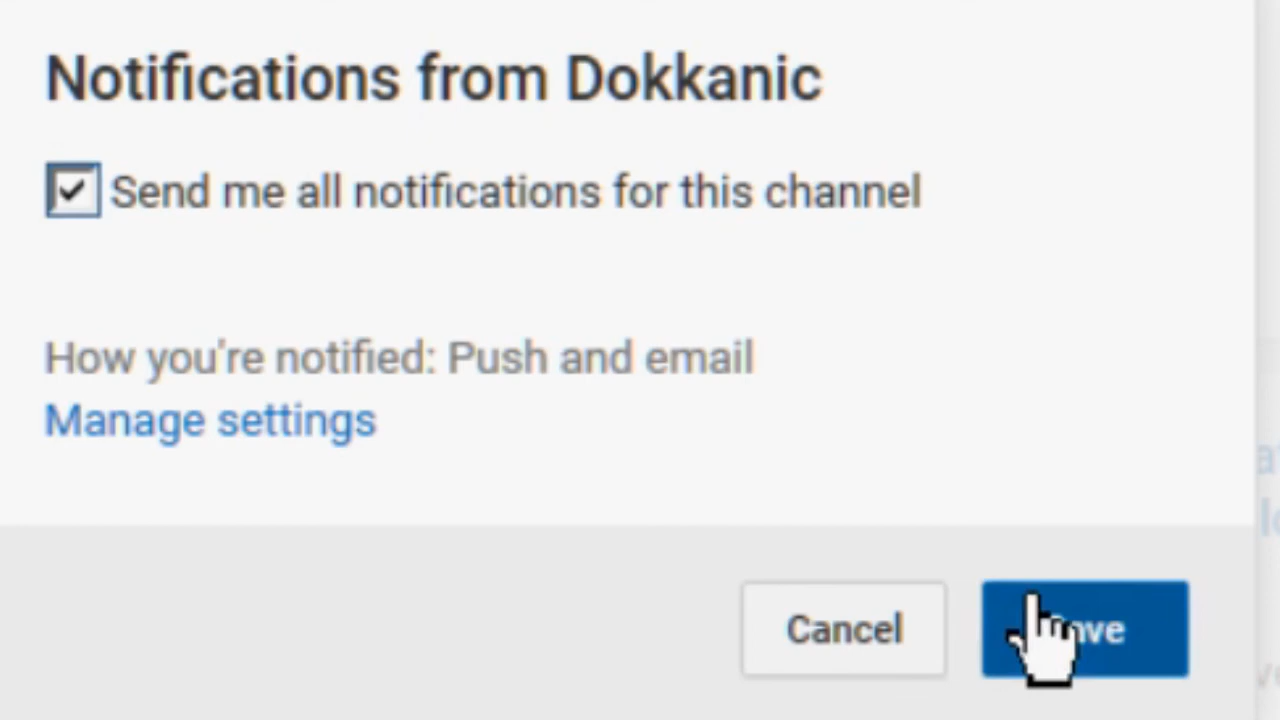 Notifications from Dokkanic
Send me all notifications for this channel
How you're notified: Push and email
Manage settings
Cancel